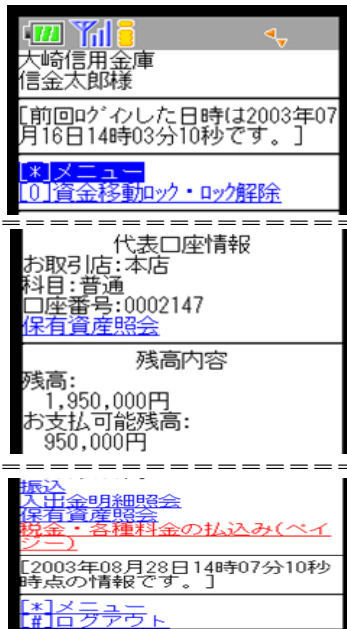 大崎信用金庫
信金太郎様
[前回ﾛｸﾞｲﾝした日時は2003年07
月16日14時03分10秒です。]
[*]メニュー
[0]資金移動ﾛｯｸ・ﾛｯｸ解除
代表口座情報
お取引店:本店
科目:普通
口座番号:0002147
保有資産照会
残高内容
残高:
1,950,000円
お支払可能残高:
950,000円
振込
入出金明細照会
保有資産照会
税金・各種料金の払込み(ペイ
ジー)
[2003年08月28日14時07分10秒
時点の情報です。]
[*]メニュー
[#]ログアウト